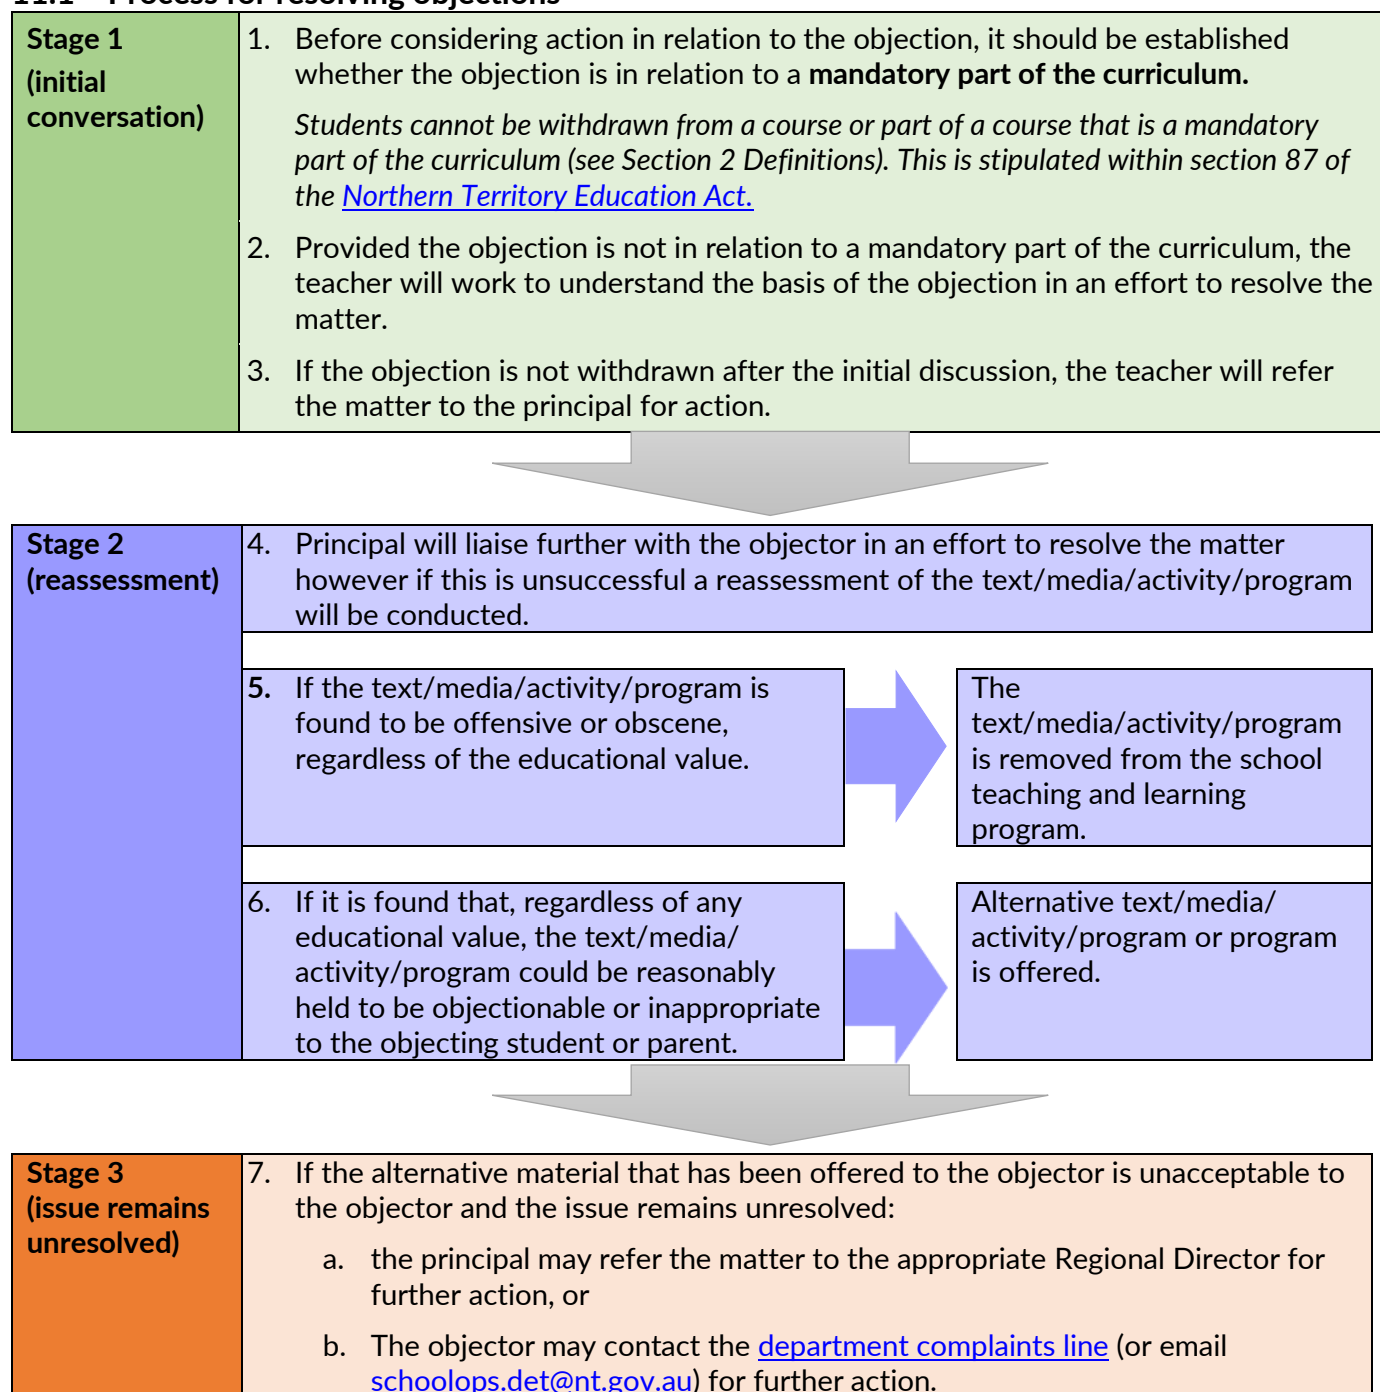 11.1 Process for resolving objections
Stage 1
(initial
conversation)
1. Before considering action in relation to the objection, it should be established
whether the objection is in relation to a mandatory part of the curriculum.
Students cannot be withdrawn from a course or part of a course that is a mandatory
part of the curriculum (see Section 2 Definitions). This is stipulated within section 87 of
the Northern Territory Education Act.
2. Provided the objection is not in relation to a mandatory part of the curriculum, the
teacher will work to understand the basis of the objection in an effort to resolve the
matter.
3. If the objection is not withdrawn after the initial discussion, the teacher will refer
the matter to the principal for action.
Stage 2
(reassessment)
4. Principal will liaise further with the objector in an effort to resolve the matter
however if this is unsuccessful a reassessment of the text/media/activity/program
will be conducted.
5. If the text/media/activity/program is
found to be offensive or obscene,
regardless of the educational value.
The
text/media/activity/program
is removed from the school
teaching and learning
program.
6. If it is found that, regardless of any
educational value, the text/media/
activity/program could be reasonably
held to be objectionable or inappropriate
to the objecting student or parent.
Alternative text/media/
activity/program or program
is offered.
Stage 3
(issue remains
unresolved)
7. If the alternative material that has been offered to the objector is unacceptable to
the objector and the issue remains unresolved:
a. the principal may refer the matter to the appropriate Regional Director for
further action, or
b. The objector may contact the department complaints line (or email
schoolops.det@nt.gov.au) for further action.